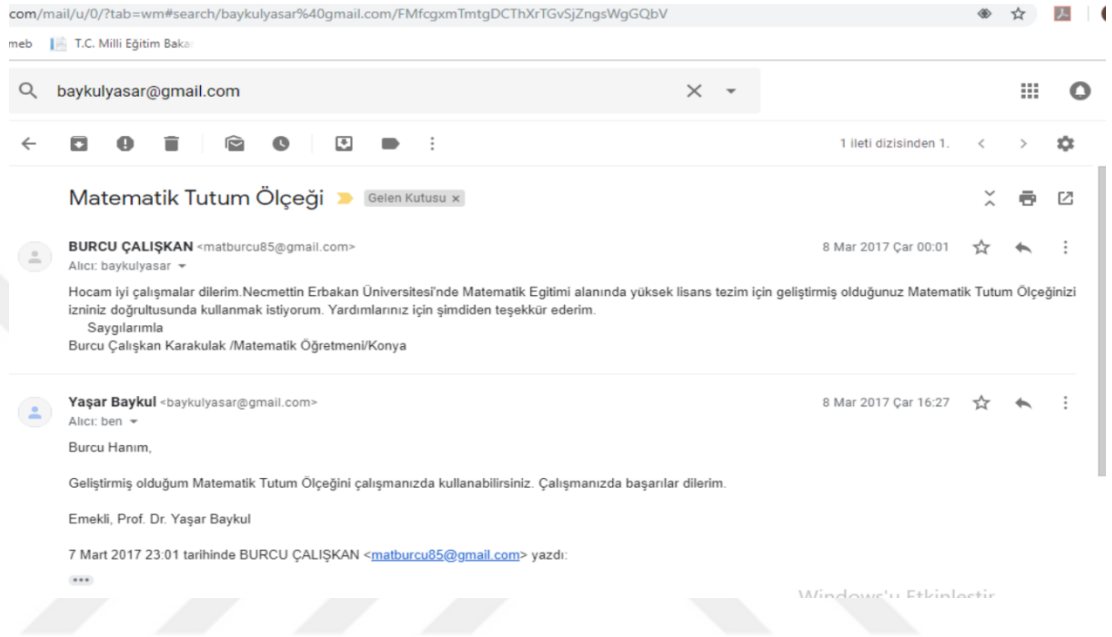 com/mail/u/0/?tab=wm#search/baykulyasar%40gmail.com/FMfcgxmTmtgDCThXrTGvSjZngsWgGQbV
meb T.C. Milli Eğitim Baka
baykulyasar@gmail.com
1 ileti dizisinden 1.
Matematik Tutum Ölçeği Gelen Kutusu x
BURCU ÇALIŞKAN <matburcu85@gmail.com> 8 Mar 2017 Çar 00:01
Alıcı: baykulyasar
Hocam iyi çalışmalar dilerim.Necmettin Erbakan Üniversitesi'nde Matematik Egitimi alanında yüksek lisans tezim için geliştirmiş olduğunuz Matematik Tutum Ölçeğinizi
izniniz doğrultusunda kullanmak istiyorum. Yardımlarınız için şimdiden teşekkür ederim.
Saygılarımla
Burcu Çalışkan Karakulak /Matematik Öğretmeni/Konya
Yaşar Baykul <baykulyasar@gmail.com> 8 Mar 2017 Çar 16:27
Alıcı: ben
Burcu Hanım,
Geliştirmiş olduğum Matematik Tutum Ölçeğini çalışmanızda kullanabilirsiniz. Çalışmanızda başarılar dilerim.
Emekli, Prof. Dr. Yaşar Baykul
7 Mart 2017 23:01 tarihinde BURCU ÇALIŞKAN <matburcu85@gmail.com> yazdı:
Windows'u Etkinleştir